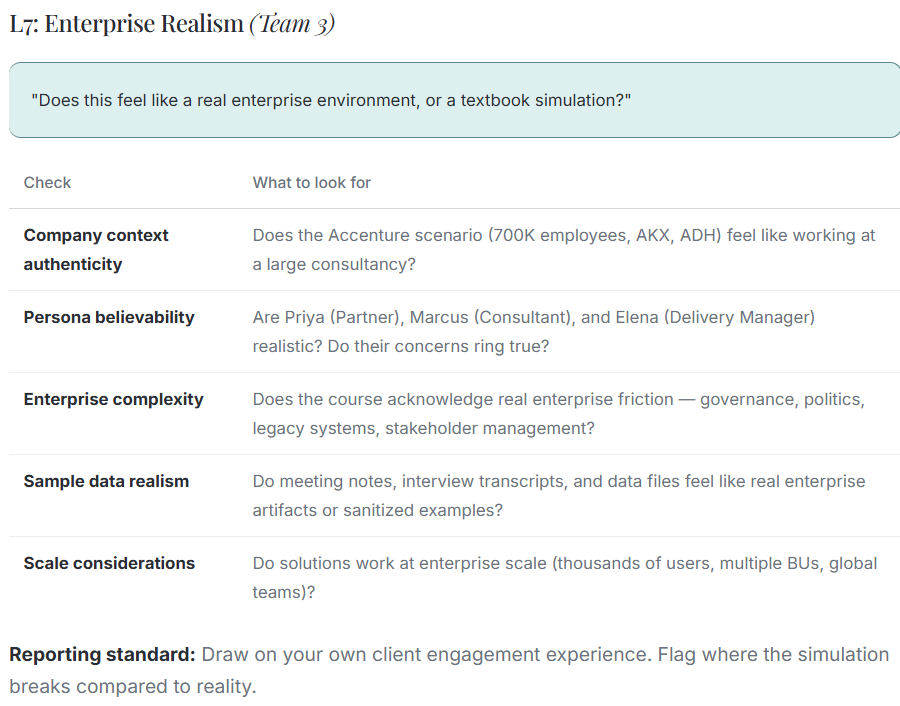 L7: Enterprise Realism (Team 3)
"Does this feel like a real enterprise environment, or a textbook simulation?"
Check
What to look for
Company context
authenticity
Does the Accenture scenario (700K employees, AKX, ADH) feel like working at
a large consultancy?
Persona believability
Are Priya (Partner), Marcus (Consultant), and Elena (Delivery Manager)
realistic? Do their concerns ring true?
Enterprise complexity
Does the course acknowledge real enterprise friction — governance, politics,
legacy systems, stakeholder management?
Sample data realism
Do meeting notes, interview transcripts, and data files feel like real enterprise
artifacts or sanitized examples?
Scale considerations
Do solutions work at enterprise scale (thousands of users, multiple BUs, global
teams)?
Reporting standard: Draw on your own client engagement experience. Flag where the simulation
breaks compared to reality.